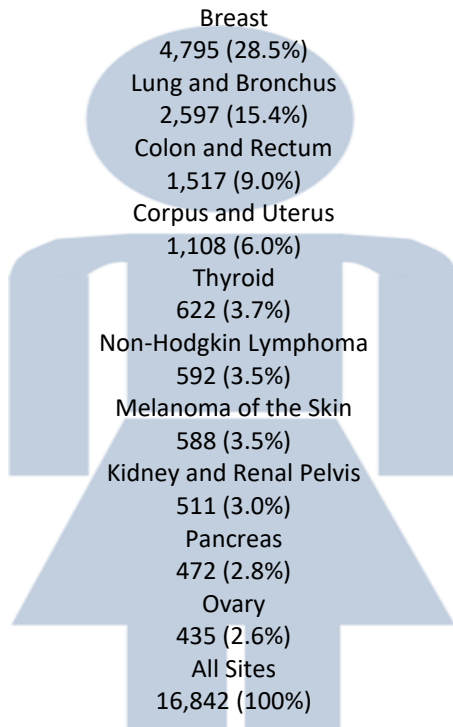 Breast
4,795 (28.5%)
Lung and Bronchus
2,597 (15.4%)
Colon and Rectum
1,517 (9.0%)
Corpus and Uterus
1,108 (6.0%)
Thyroid
622 (3.7%)
Non-Hodgkin Lymphoma
592 (3.5%)
Melanoma of the Skin
588 (3.5%)
Kidney and Renal Pelvis
511 (3.0%)
Pancreas
472 (2.8%)
Ovary
435 (2.6%)
All Sites
16,842 (100%)